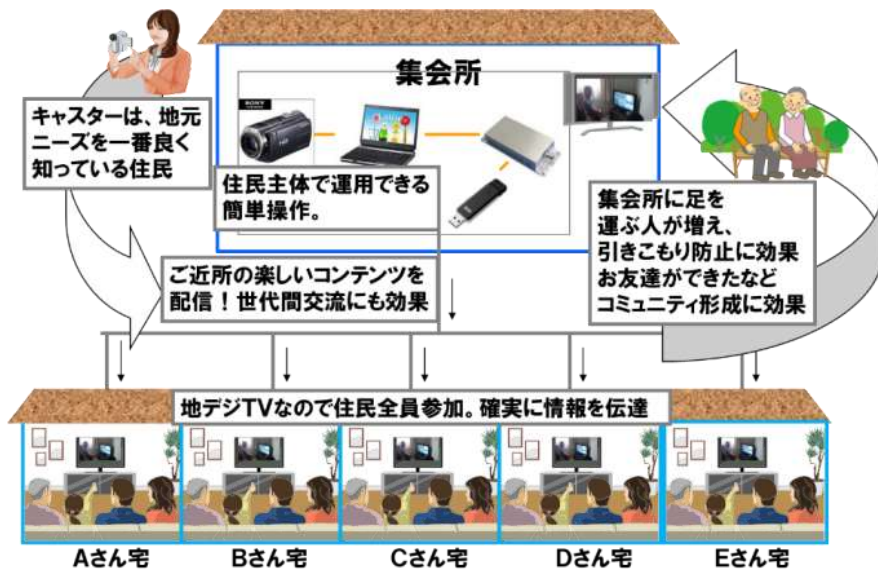 集会所
SONY
キャスターは、地元
ニーズを一番良く
知っている住民
住民主体で運用できる
簡単操作。
集会所に足を
運ぶ人が増え、
引きこもり防止に効果
お友達ができたなど
コミュニティ形成に効果
ご近所の楽しいコンテンツを
配信！世代間交流にも効果
地デジTVなので住民全員参加。確実に情報を伝達
Aさん宅
Bさん宅
Cさん宅
Dさん宅
Eさん宅